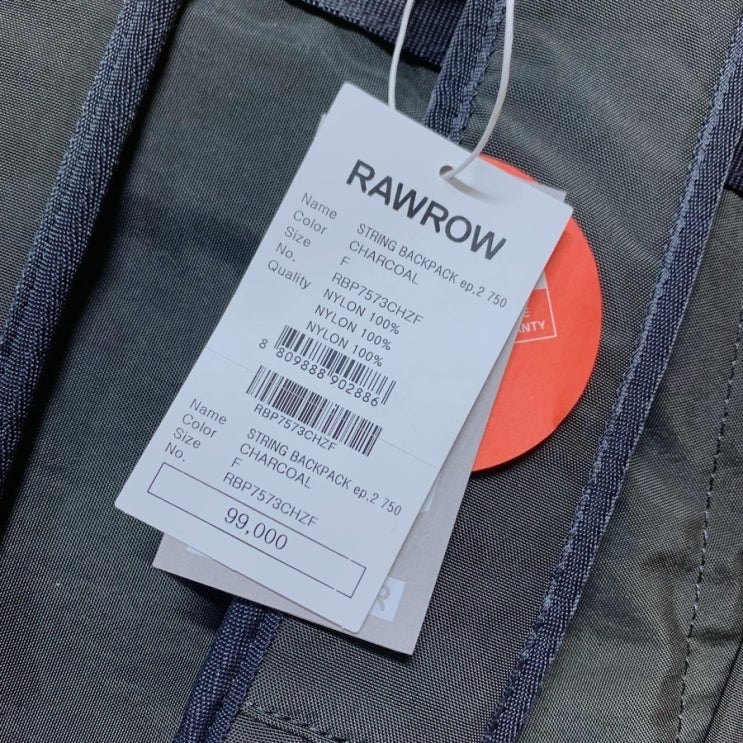 RAWROW
Name STRING BACKPACK ep.2 750
Color CHARCOAL
Size F
No. RBP7573CHZF
Quality NYLON 100%
NYLON 100%
NYLON 100%
8 809888 902886
RBP7573CHZF
Name STRING BACKPACK ep.2 750
Color CHARCOAL
Size F
No. RBP7573CHZF
99,000